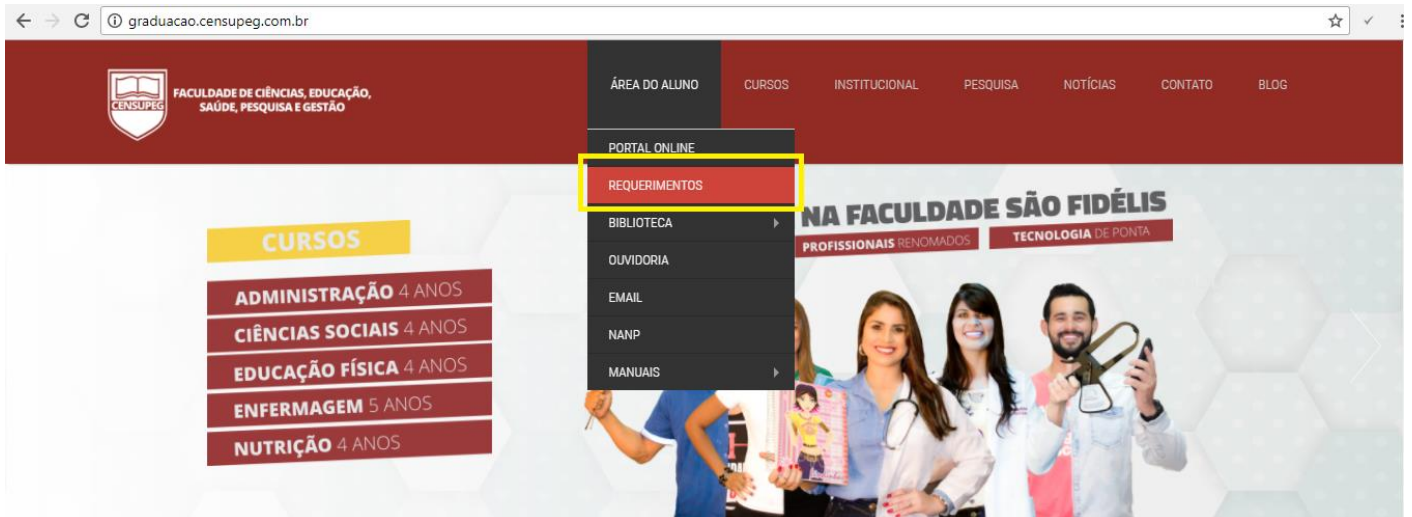 graduacao.censupeg.com.br
CENSUPEG
FACULDADE DE CIÊNCIAS, EDUCAÇÃO,
SAÚDE, PESQUISA E GESTÃO
ÁREA DO ALUNO
CURSOS
INSTITUCIONAL
PESQUISA
NOTÍCIAS
CONTATO
BLOG
PORTAL ONLINE
REQUERIMENTOS
BIBLIOTECA
OUVIDORIA
EMAIL
NANP
MANUAIS
CURSOS
ADMINISTRAÇÃO 4 ANOS
CIÊNCIAS SOCIAIS 4 ANOS
EDUCAÇÃO FÍSICA 4 ANOS
ENFERMAGEM 5 ANOS
NUTRIÇÃO 4 ANOS
NA FACULDADE SÃO FIDÉLIS
PROFISSIONAIS RENOMADOS
TECNOLOGIA DE PONTA